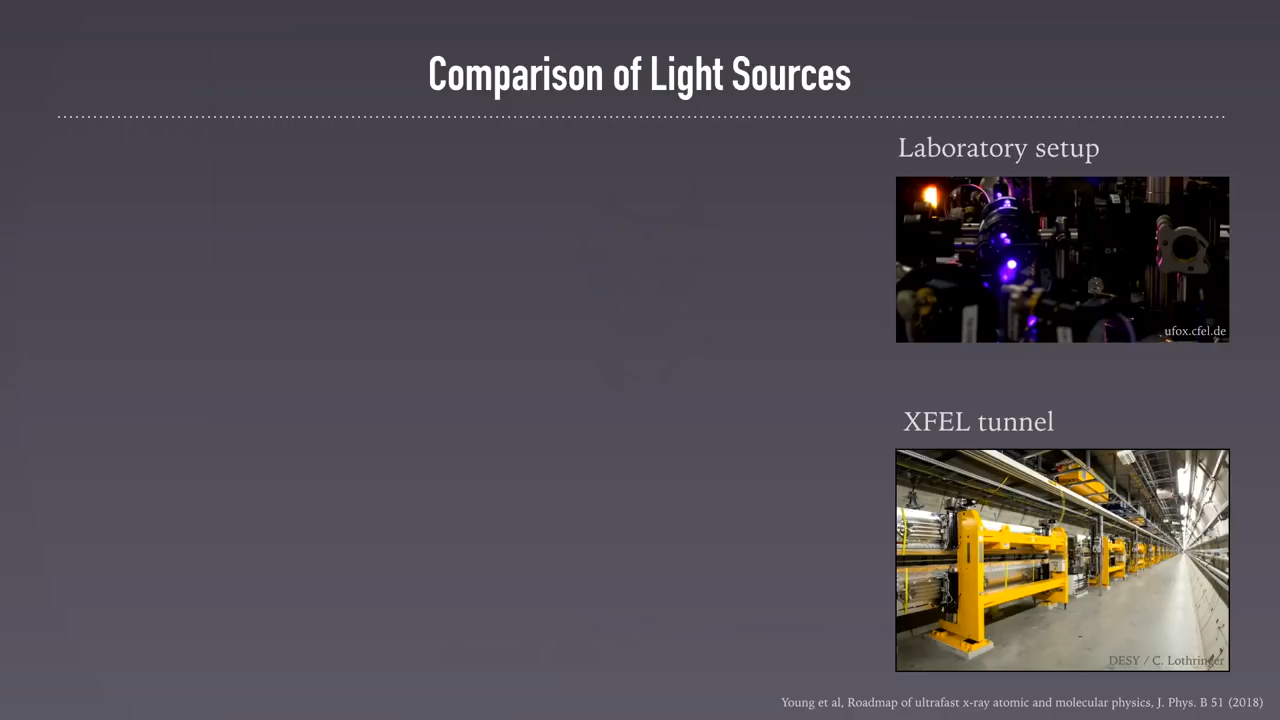 Comparison of Light Sources
Laboratory setup
ufox.cfel.de
XFEL tunnel
DESY / C. Lothringer
Young et al, Roadmap of ultrafast x-ray atomic and molecular physics, J. Phys. B 51 (2018)